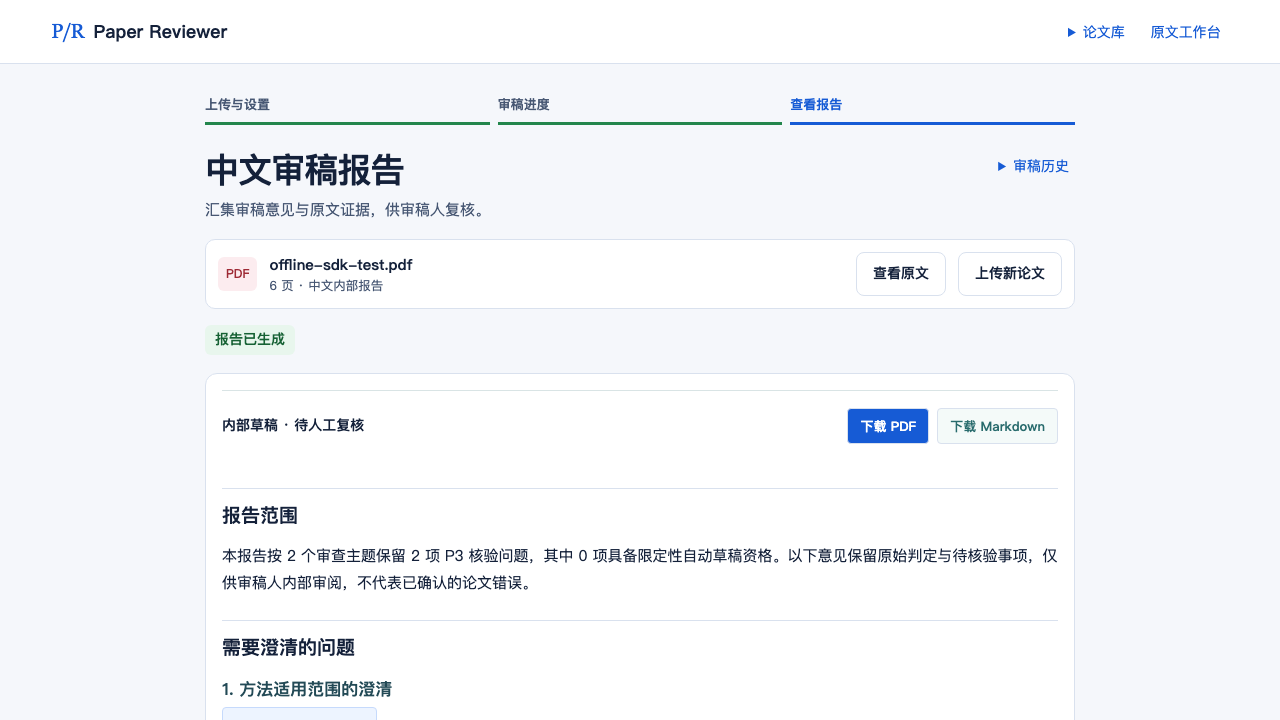 P/R Paper Reviewer
▶ 论文库 原文工作台
上传与设置 审稿进度 查看报告
中文审稿报告
▶ 审稿历史
汇集审稿意见与原文证据，供审稿人复核。
PDF
offline-sdk-test.pdf
6 页 · 中文内部报告
查看原文 上传新论文
报告已生成
内部草稿 · 待人工复核
下载 PDF 下载 Markdown
报告范围
本报告按 2 个审查主题保留 2 项 P3 核验问题，其中 0 项具备限定性自动草稿资格。以下意见保留原始判定与待核验事项，仅
供审稿人内部审阅，不代表已确认的论文错误。
需要澄清的问题
1. 方法适用范围的澄清